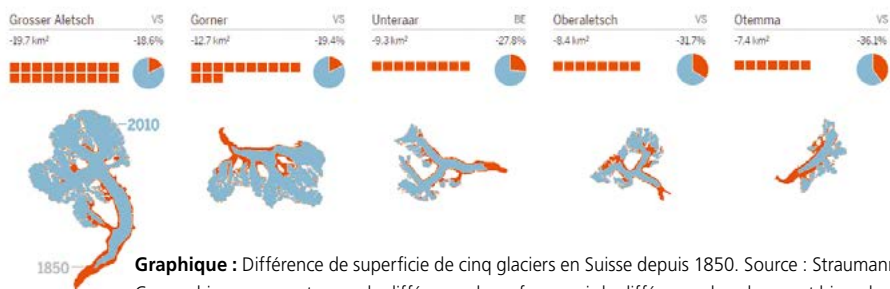 Grosser Aletsch VS
-19.7 km² -18.6%
Gorner VS
-12.7 km² -19.4%
Unteraar BE
-9.3 km² -27.8%
Oberaletsch VS
-8.4 km² -31.7%
Otemma VS
-7.4 km² -36.1%
2010
1850
Graphique : Différence de superficie de cinq glaciers en Suisse depuis 1850. Source : Straumann